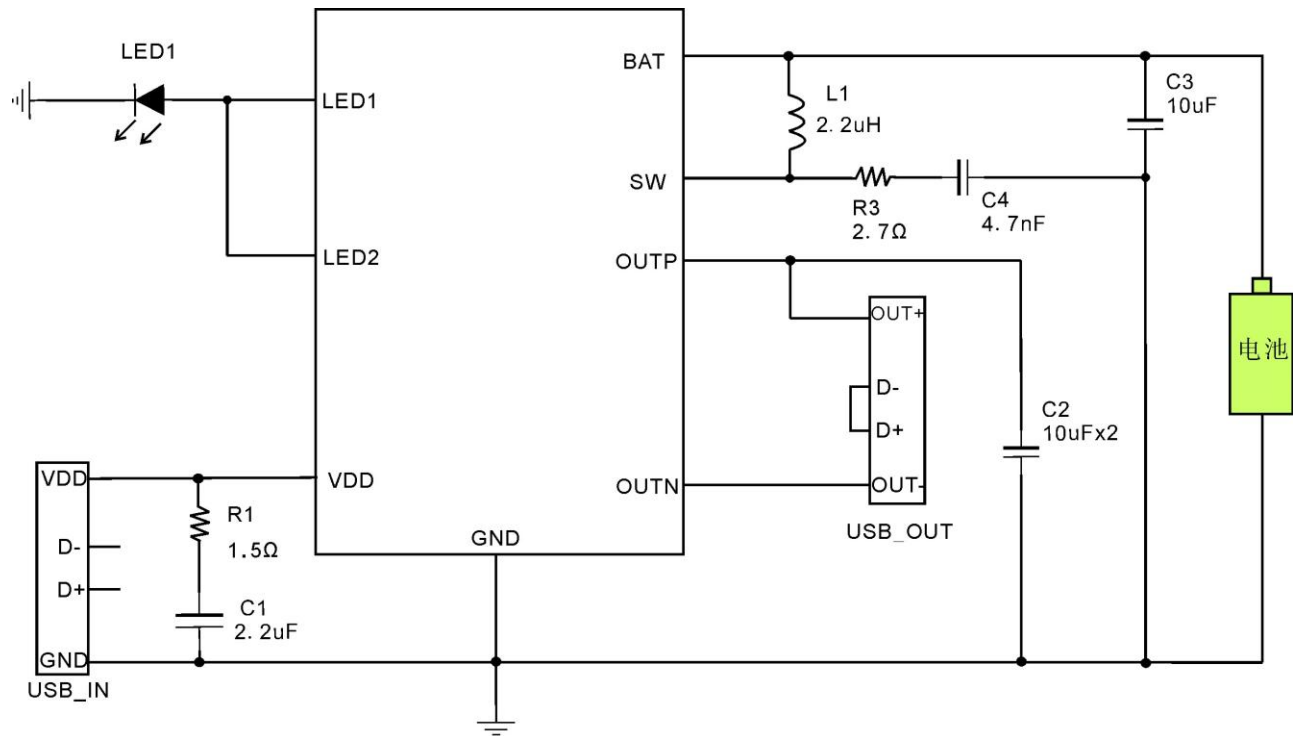 LED1
LED1
LED2
VDD
GND
BAT
SW
OUTP
OUTN
L1
2.2uH
R3
2.7Ω
C4
4.7nF
C3
10uF
电池
OUT+
D-
D+
OUT-
USB_OUT
C2
10uFx2
VDD
D-
D+
GND
USB_IN
R1
1.5Ω
C1
2.2uF